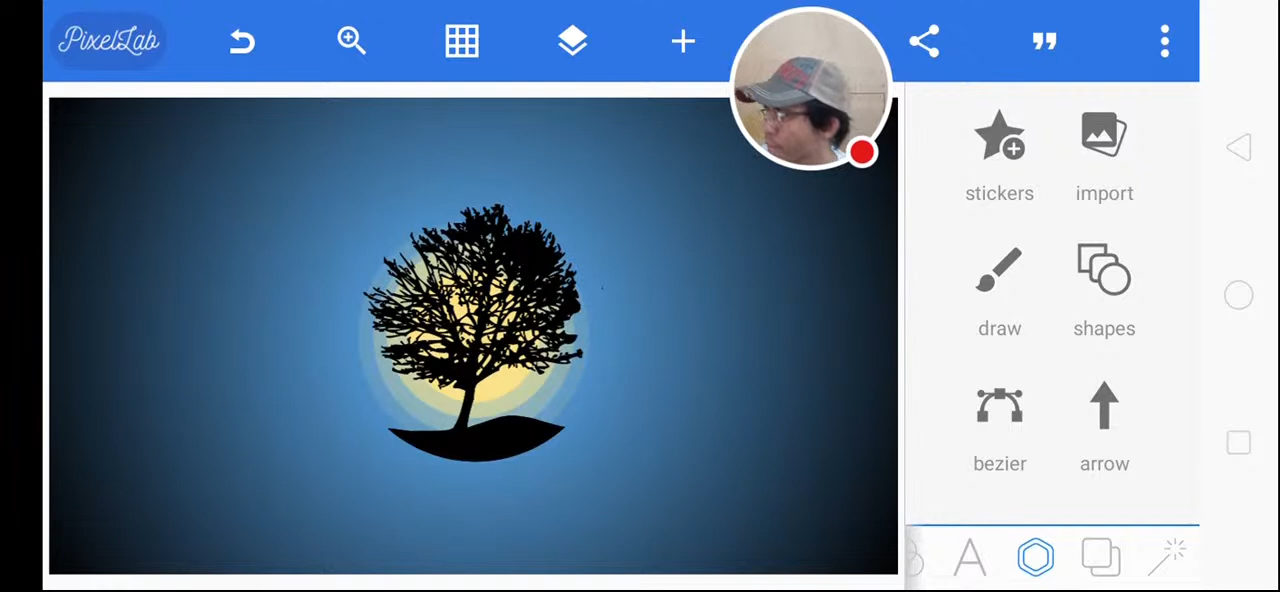 PixelLab
stickers
import
draw
shapes
bezier
arrow